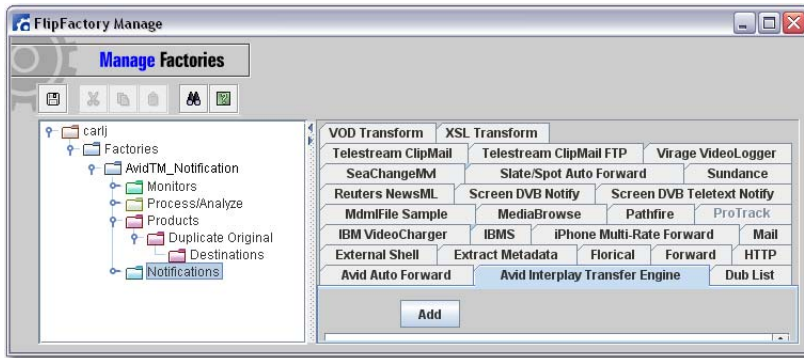 FlipFactory Manage
Manage Factories
carlj
Factories
AvidTM_Notification
Monitors
Process/Analyze
Products
Duplicate Original
Destinations
Notifications
VOD Transform XSL Transform
Telestream ClipMail Telestream ClipMail FTP Virage VideoLogger
SeaChangeMvl Slate/Spot Auto Forward Sundance
Reuters NewsML Screen DVB Notify Screen DVB Teletext Notify
MdmlFile Sample MediaBrowse Pathfire ProTrack
IBM VideoCharger IBMS iPhone Multi-Rate Forward Mail
External Shell Extract Metadata Florical Forward HTTP
Avid Auto Forward Avid Interplay Transfer Engine Dub List
Add